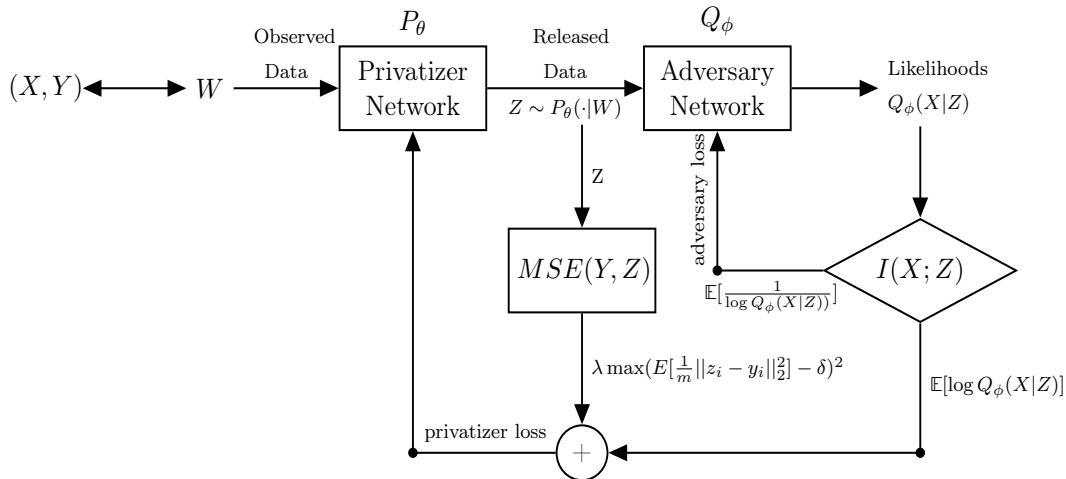 P_θ
Q_ϕ
Observed
Data
Released
Data
(X, Y)
W
Privatizer
Network
Z ∼ P_θ(·|W)
Adversary
Network
Likelihoods
Q_ϕ(X|Z)
Z
adversary loss
MSE(Y, Z)
I(X; Z)
𝔼[1/log Q_ϕ(X|Z))]
λ max(E[1/m ||z_i − y_i||_2^2] − δ)^2
𝔼[log Q_ϕ(X|Z)]
privatizer loss
+